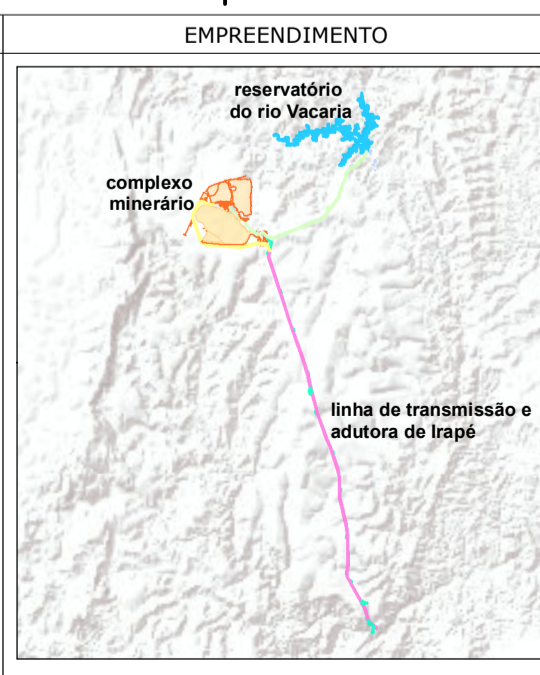 EMPREENDIMENTO
reservatório
do rio Vacaria
complexo
minerário
linha de transmissão e
adutora de Irapé